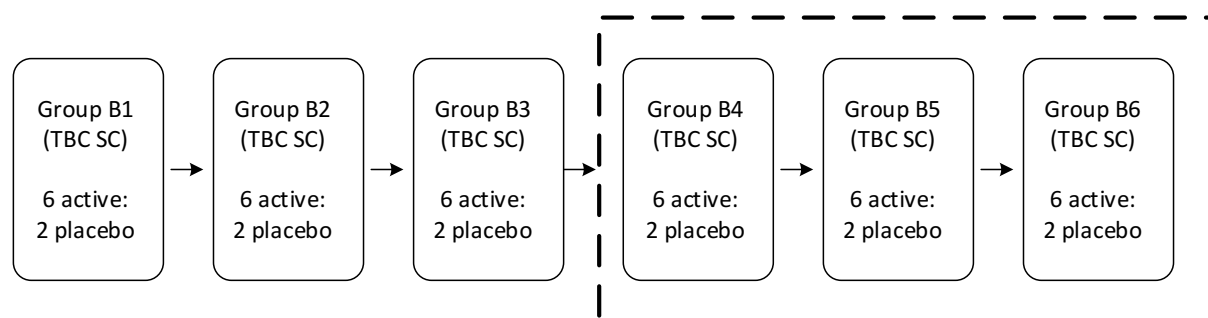 Group B1
(TBC SC)
6 active:
2 placebo
Group B2
(TBC SC)
6 active:
2 placebo
Group B3
(TBC SC)
6 active:
2 placebo
Group B4
(TBC SC)
6 active:
2 placebo
Group B5
(TBC SC)
6 active:
2 placebo
Group B6
(TBC SC)
6 active:
2 placebo